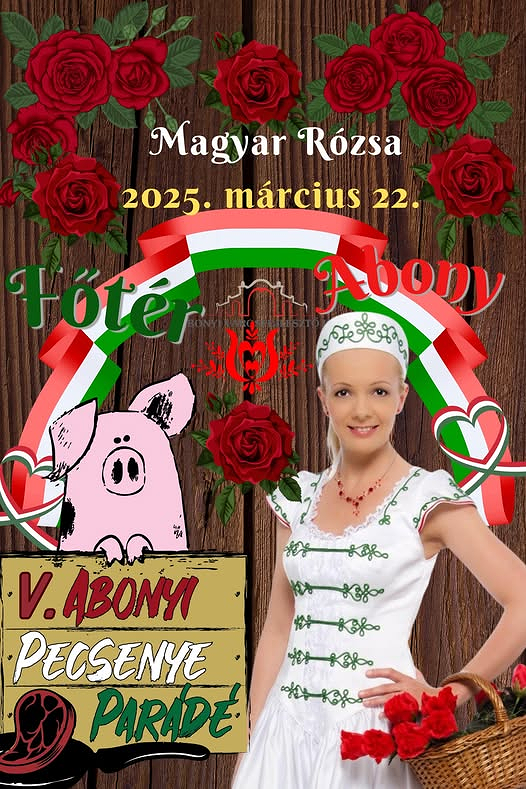 Magyar Rózsa
2025. március 22.
Főtér
Abony
V. ABONYI
PECSENYE
PARÁDÉ